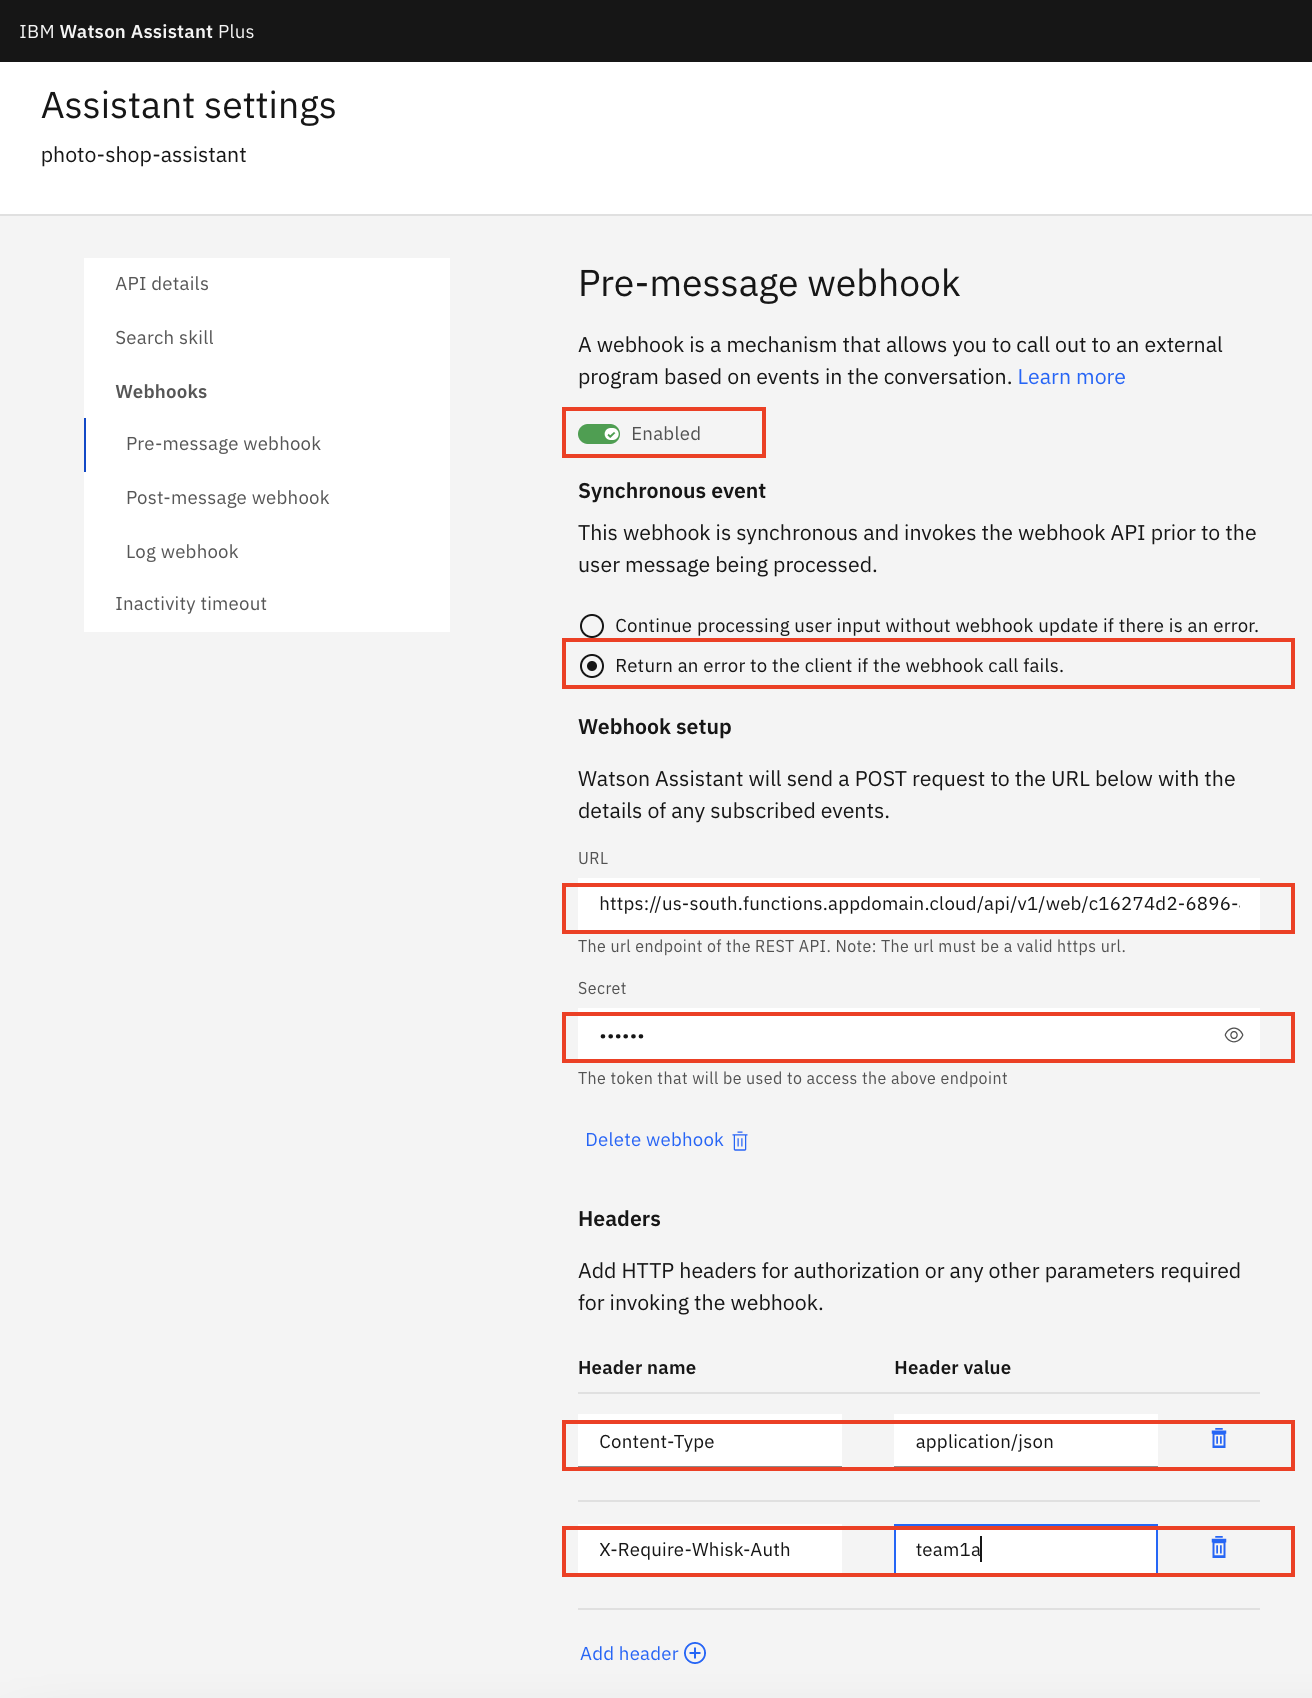 IBM Watson Assistant Plus
Assistant settings
photo-shop-assistant
API details
Search skill
Webhooks
Pre-message webhook
Post-message webhook
Log webhook
Inactivity timeout
Pre-message webhook
A webhook is a mechanism that allows you to call out to an external
program based on events in the conversation. Learn more
Enabled
Synchronous event
This webhook is synchronous and invokes the webhook API prior to the
user message being processed.
Continue processing user input without webhook update if there is an error.
Return an error to the client if the webhook call fails.
Webhook setup
Watson Assistant will send a POST request to the URL below with the
details of any subscribed events.
URL
https://us-south.functions.appdomain.cloud/api/v1/web/c16274d2-6896-
The url endpoint of the REST API. Note: The url must be a valid https url.
Secret
••••••
The token that will be used to access the above endpoint
Delete webhook
Headers
Add HTTP headers for authorization or any other parameters required
for invoking the webhook.
Header name Header value
Content-Type application/json
X-Require-Whisk-Auth team1a
Add header